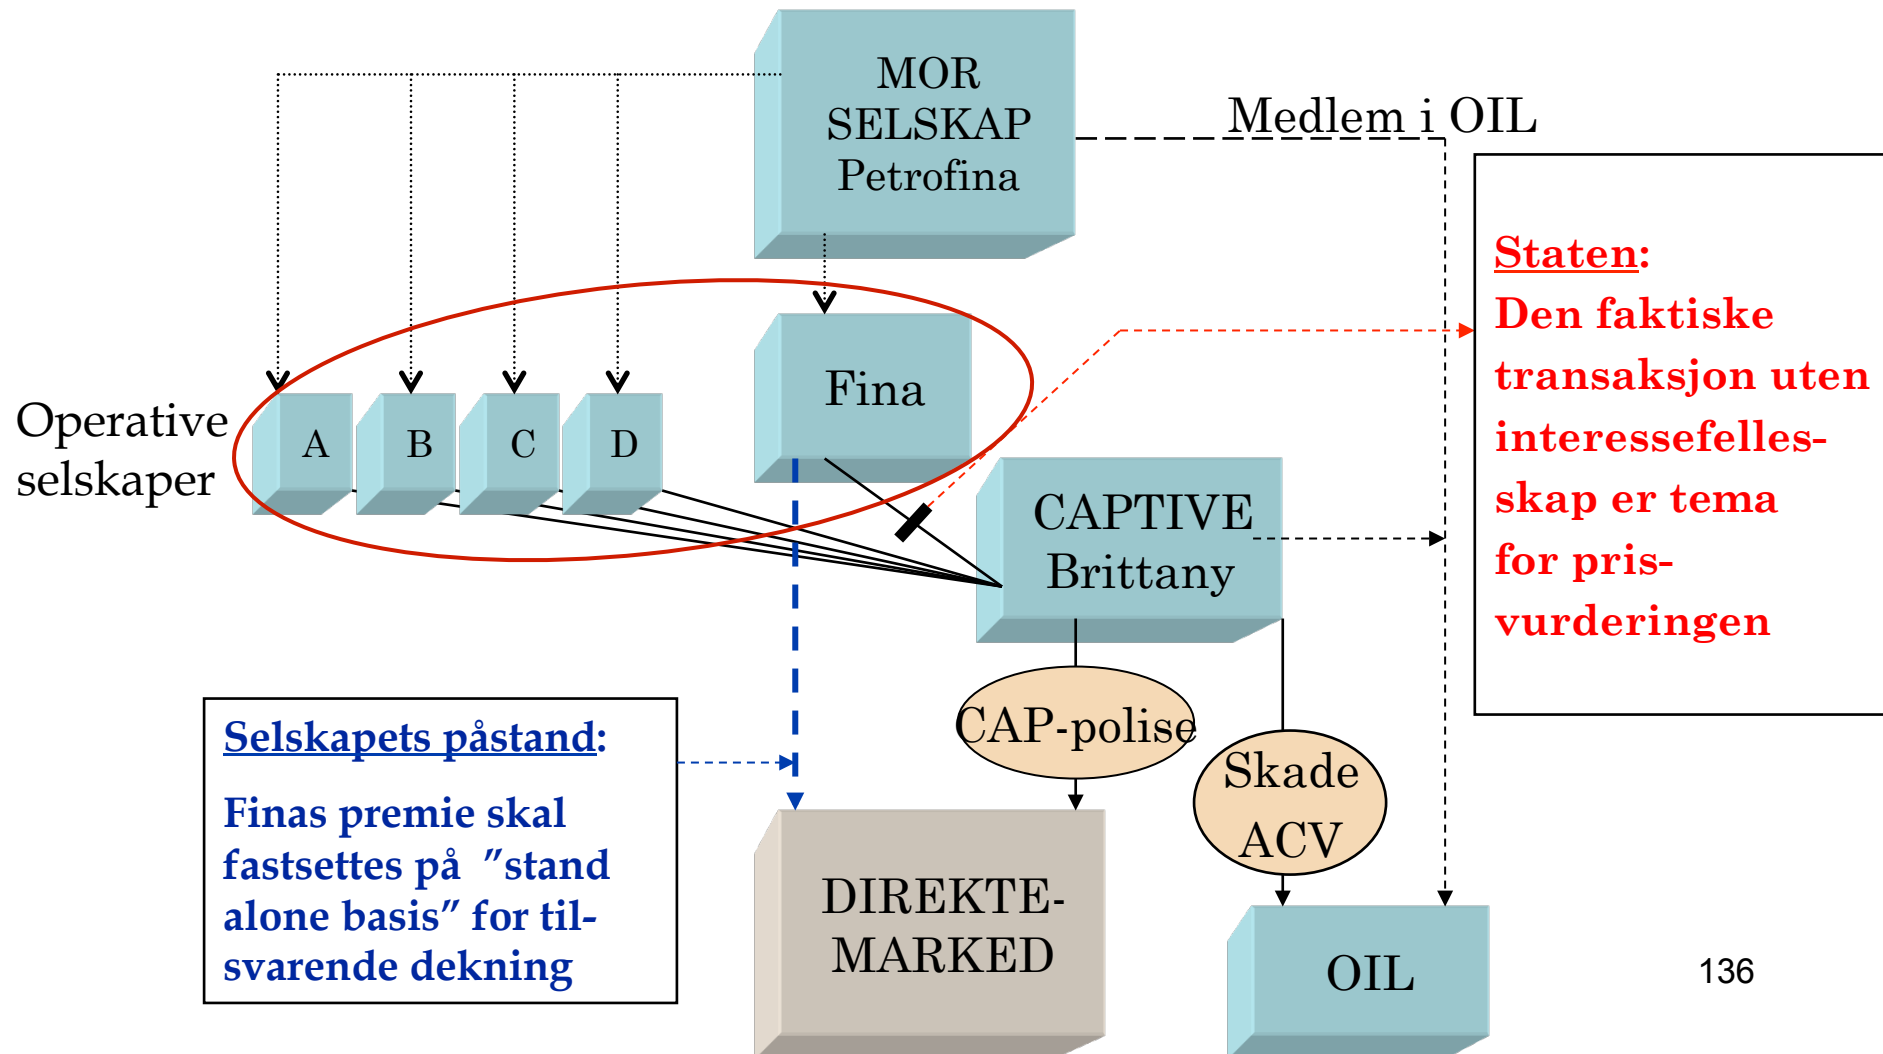 MOR
SELSKAP
Petrofina
Medlem i OIL
Staten:
Den faktiske
transaksjon uten
interessefelles-
skap er tema
for pris-
vurderingen
Fina
Operative
selskaper
A
B
C
D
CAPTIVE
Brittany
CAP-polise
Skade
ACV
Selskapets påstand:
Finas premie skal
fastsettes på ”stand
alone basis” for til-
svarende dekning
DIREKTE-
MARKED
OIL
136